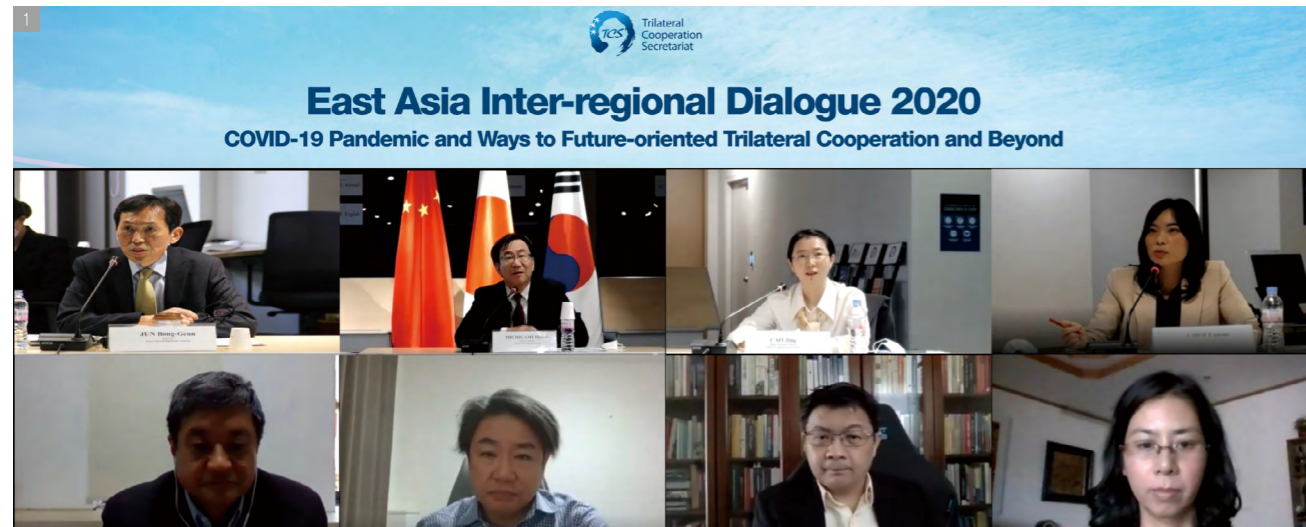 1
TCS
Trilateral
Cooperation
Secretariat
East Asia Inter-regional Dialogue 2020
COVID-19 Pandemic and Ways to Future-oriented Trilateral Cooperation and Beyond
JUN Bong-Geun